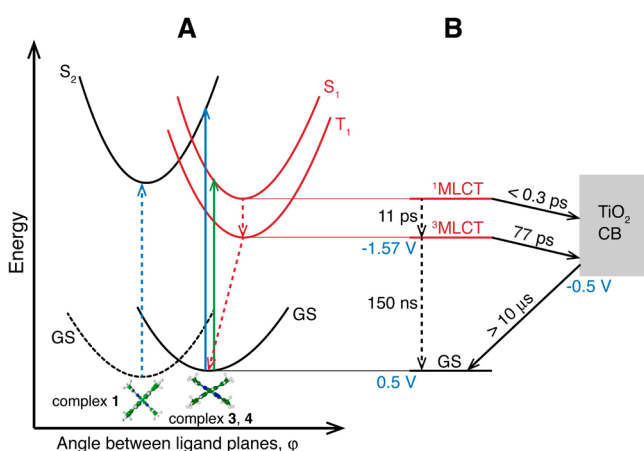 A
B
S2
S1
T1
Energy
GS
GS
complex 1
complex 3, 4
Angle between ligand planes, φ
1MLCT
< 0.3 ps
11 ps
3MLCT
77 ps
-1.57 V
TiO2
CB
-0.5 V
150 ns
> 10 µs
GS
0.5 V